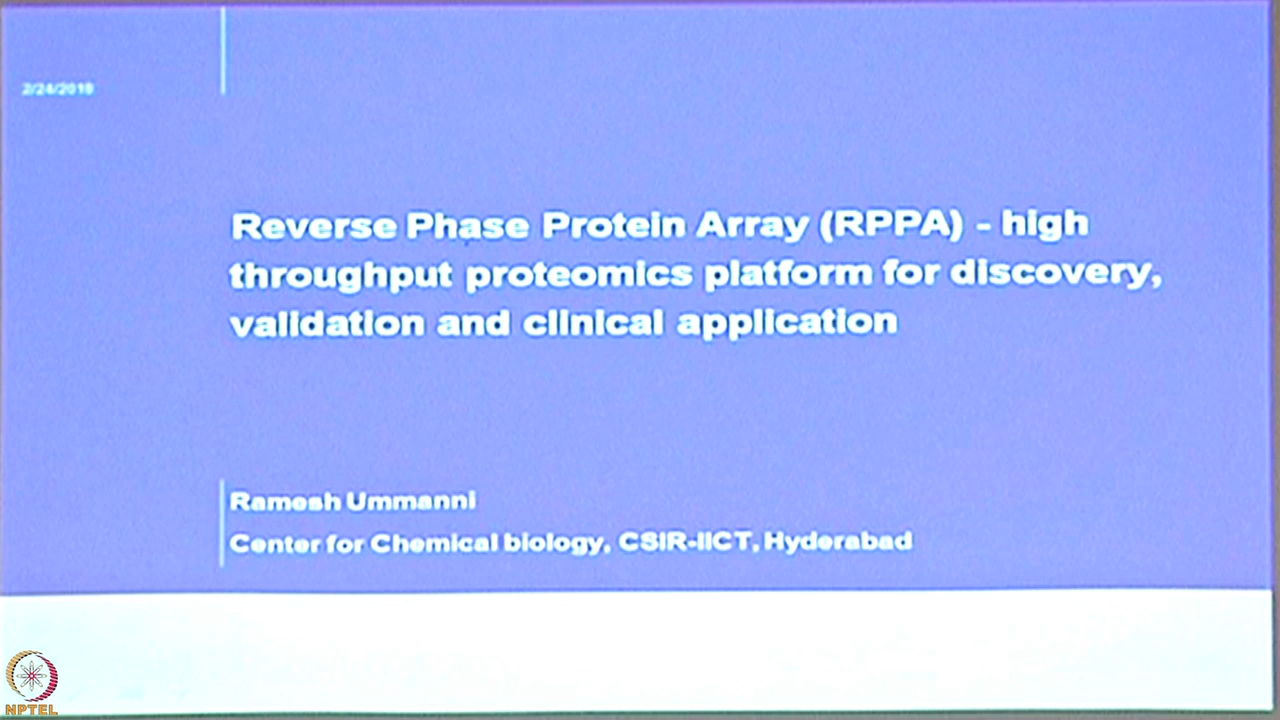 2/24/2018
Reverse Phase Protein Array (RPPA) - high
throughput proteomics platform for discovery,
validation and clinical application
Ramesh Ummanni
Center for Chemical biology, CSIR-IICT, Hyderabad
NPTEL